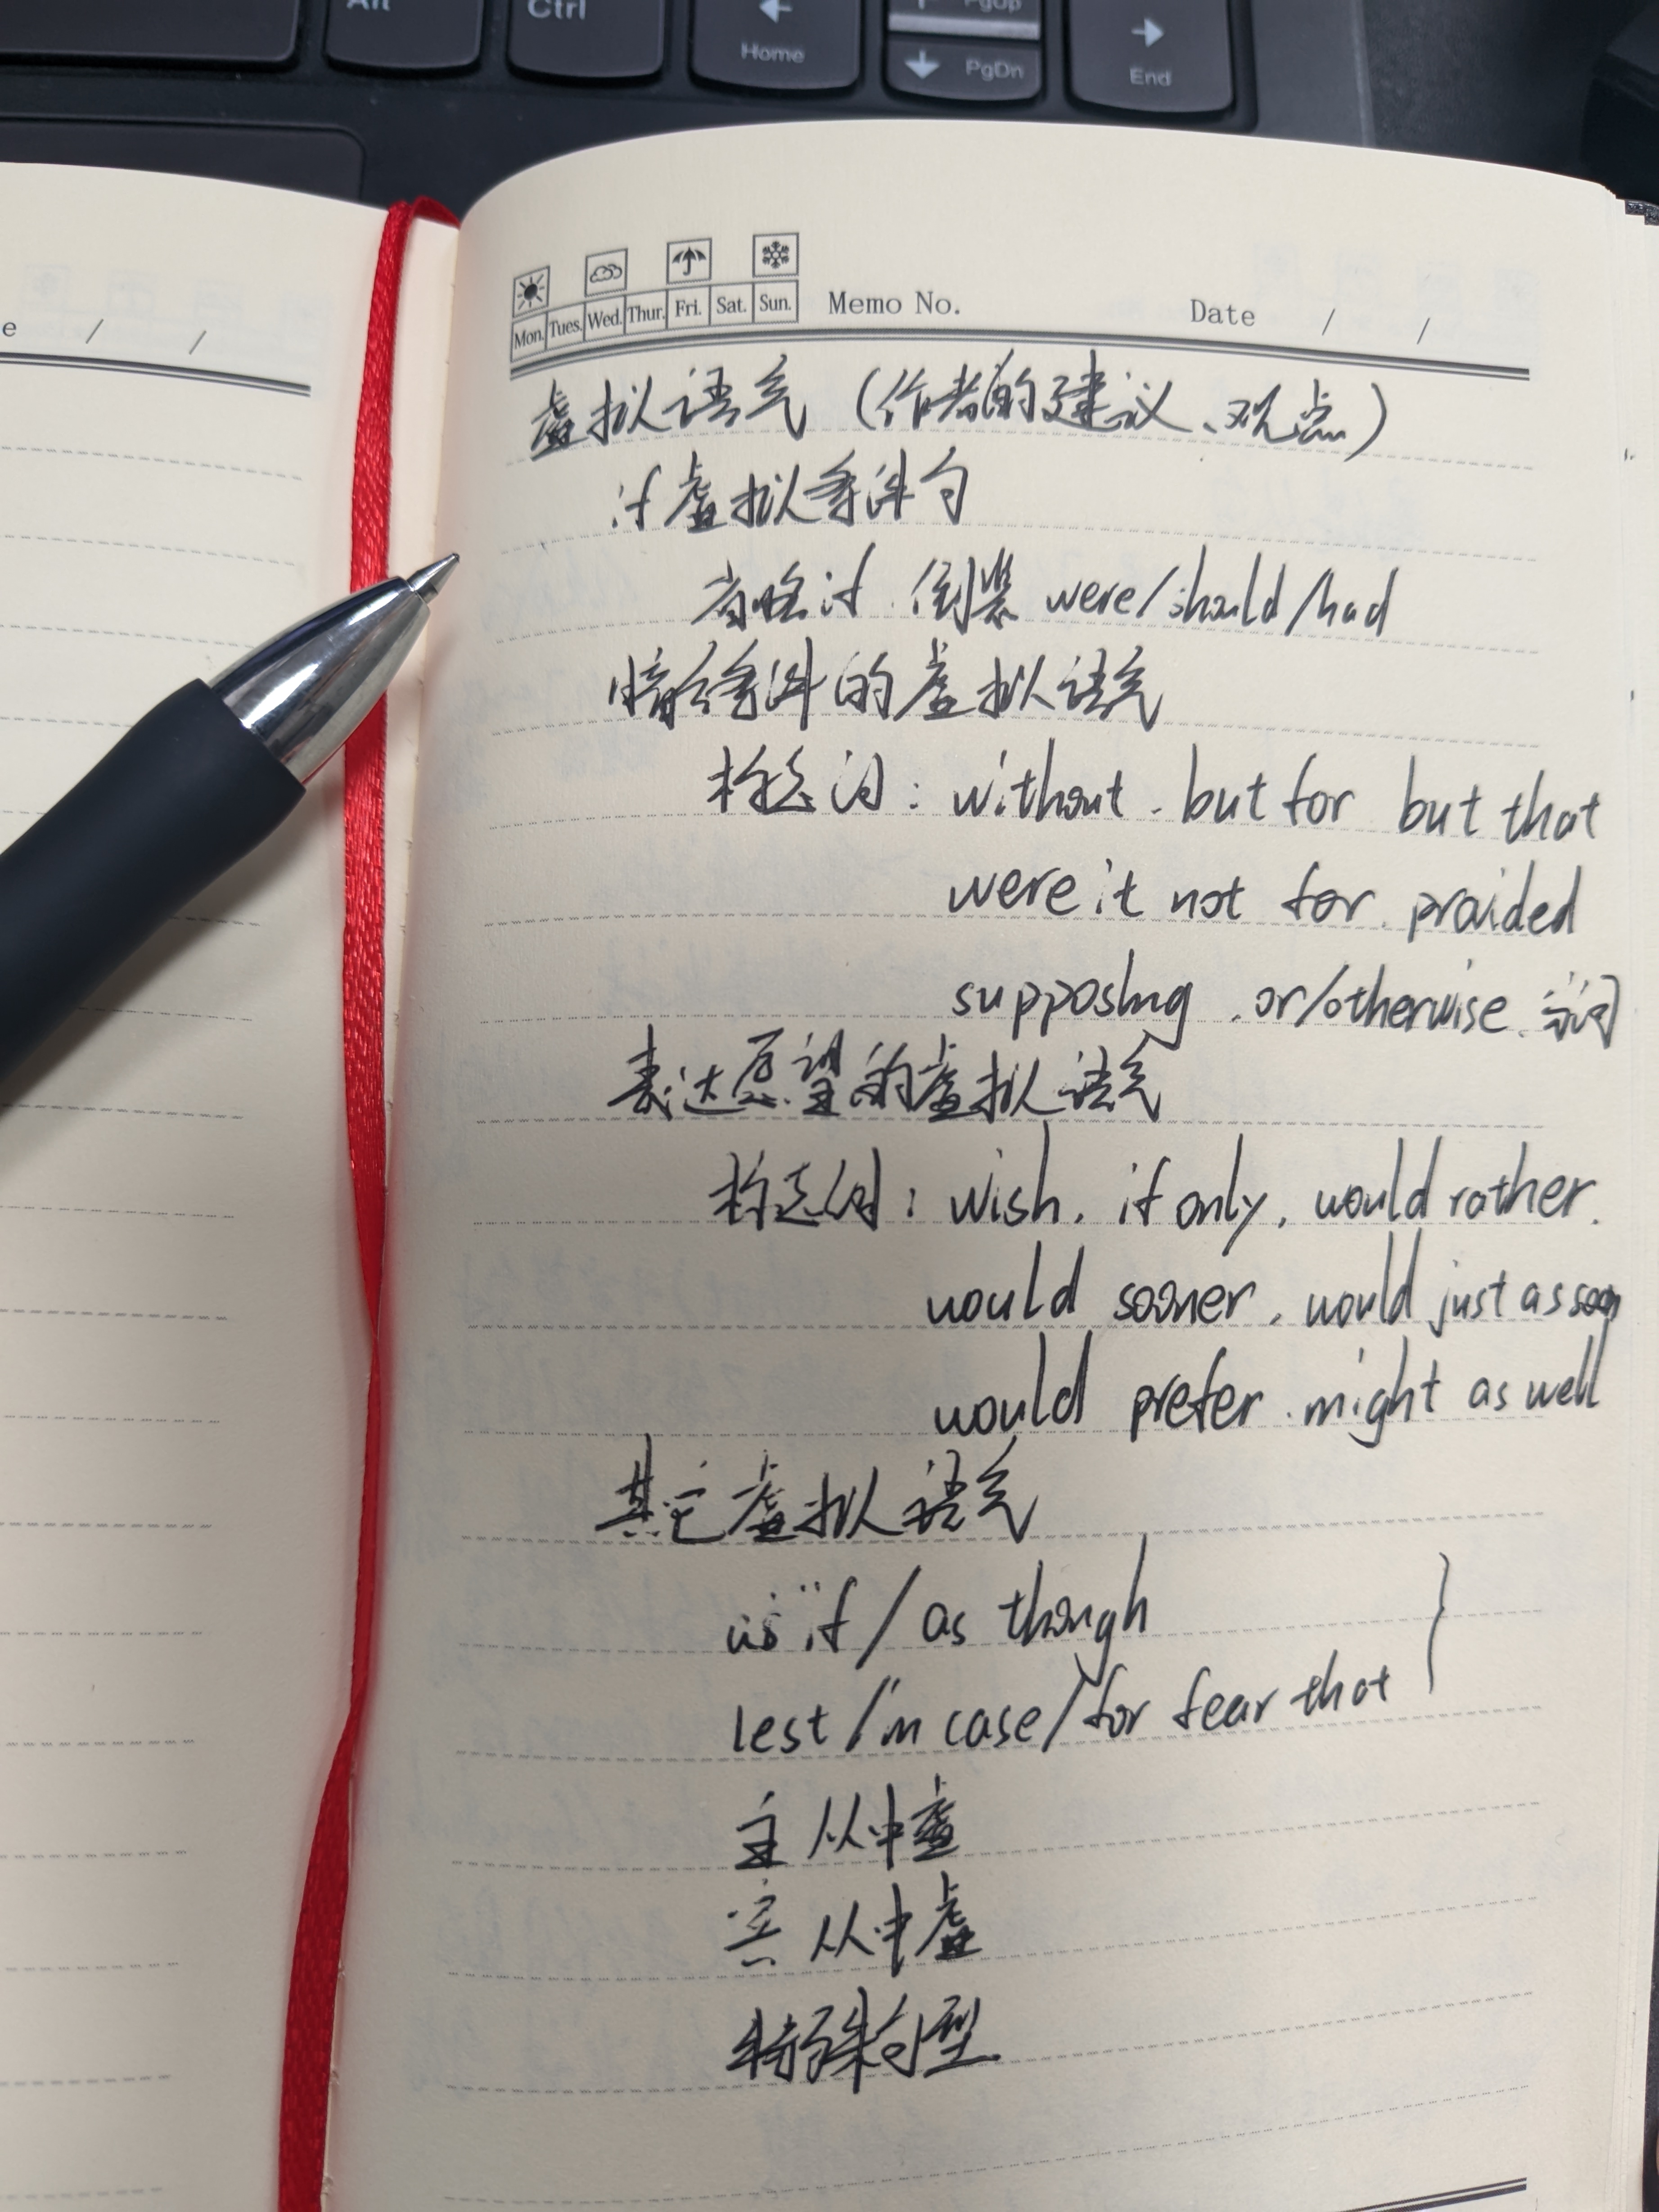 Alt Ctrl ← Home PgUp ↓ PgDn → End
e / /
Mon. Tues. Wed. Thur. Fri. Sat. Sun. Memo No. Date / /
虚拟语气（作者的建议、观点）
if虚拟条件句
省略if. 倒装 were/should/had
暗含条件的虚拟语气
标志词: without. but for but that
were it not for. provided
supposing. or/otherwise.
表达愿望的虚拟语气
标志词: wish. if only. would rather.
would sooner. would just as soon
would prefer. might as well
其它虚拟语气
as if / as though
lest /in case/for fear that
主从中虚
宾从中虚
特殊句型.